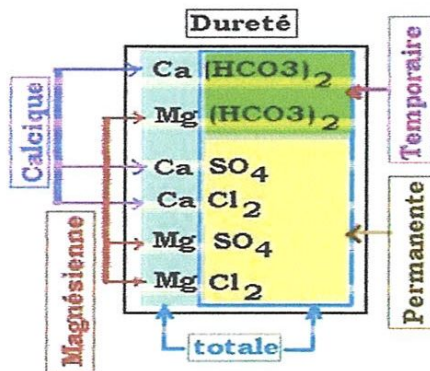 Dureté
Calcique
Magnésienne
Ca (HCO3)2
Mg (HCO3)2
Ca SO4
Ca Cl2
Mg SO4
Mg Cl2
Temporaire
Permanente
totale